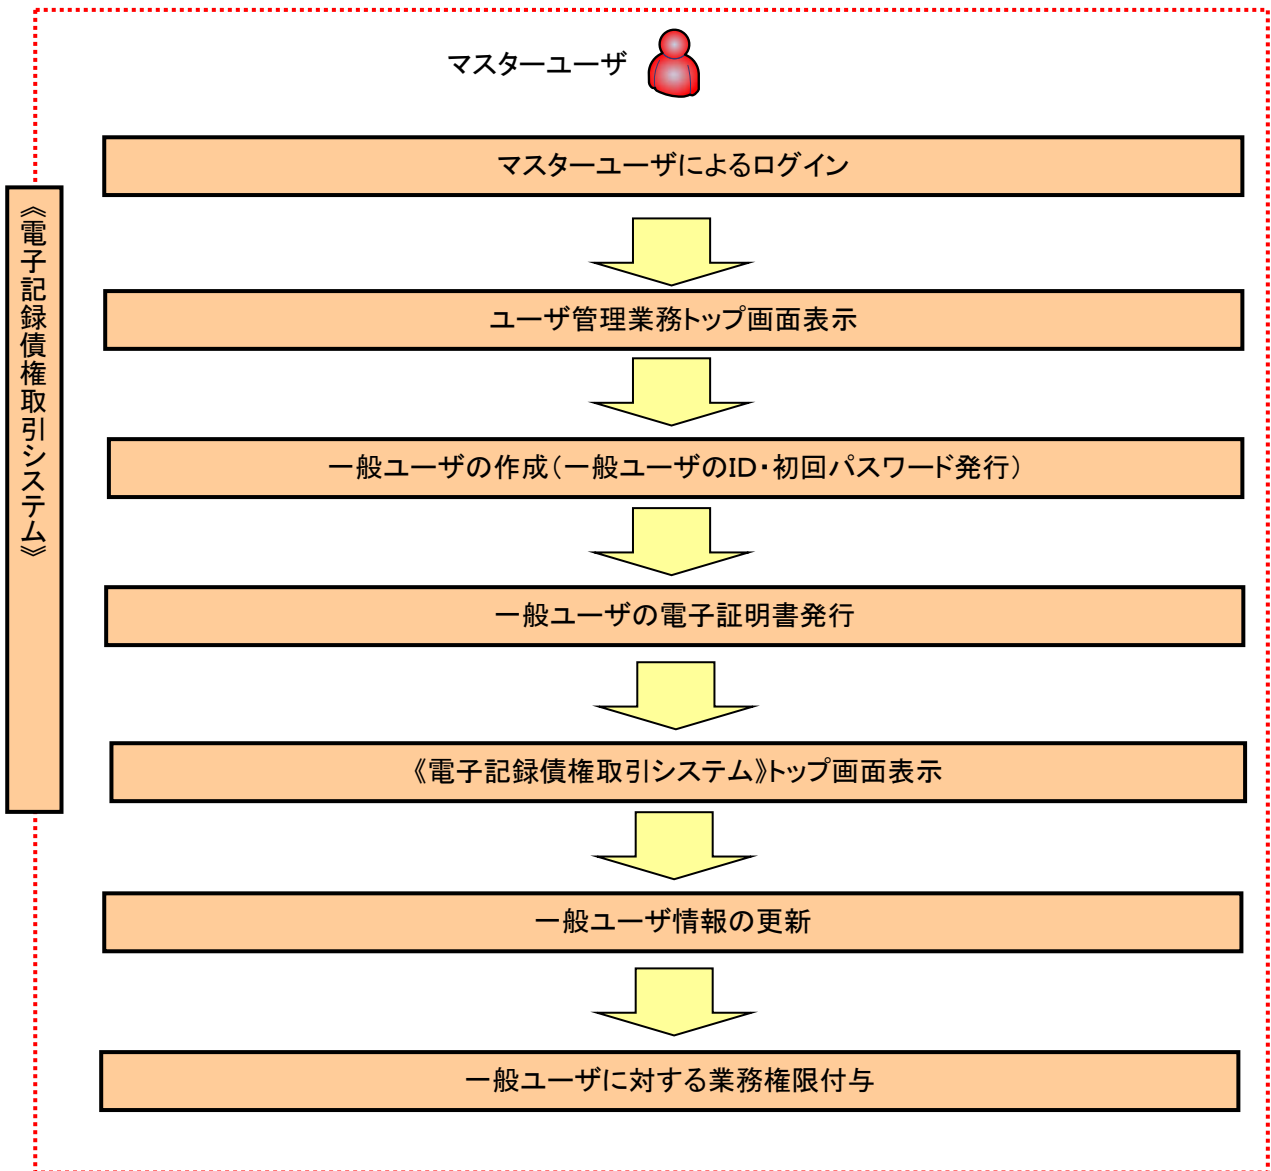 マスターユーザ
マスターユーザによるログイン
《電子記録債権取引システム》
ユーザ管理業務トップ画面表示
一般ユーザの作成(一般ユーザのID・初回パスワード発行)
一般ユーザの電子証明書発行
《電子記録債権取引システム》トップ画面表示
一般ユーザ情報の更新
一般ユーザに対する業務権限付与